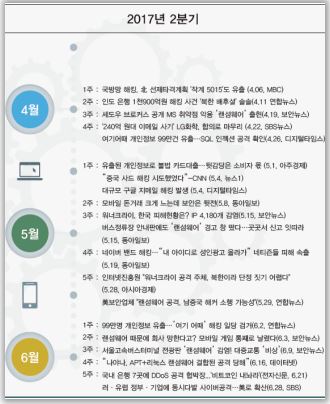 2017년 2분기
4월
1주 : 국방망 해킹, 北 선제타격계획 '작계 5015'도 유출 (4.06, MBC)
2주 : 인도 은행 1천900억원 해킹 사건 '북한 배후설' 솔솔(4.11 연합뉴스)
3주 : 섀도우 브로커스 공개 MS 취약점 악용 '랜섬웨어' 출현(4.19, 보안뉴스)
4주 : '240억 원대 이메일 사기' LG화학, 합의로 마무리 (4.22, SBS뉴스)
여기어때 개인정보 99만건 유출…SQL 인젝션 공격 확인(4.26, 디지털타임스)
5월
1주 : 유출된 개인정보로 불법 카드대출…뒷감당은 소비자 몫 (5.1, 아주경제)
"중국 사드 해킹 시도했었다"–CNN (5.4, 뉴스1)
대규모 구글 지메일 해킹 발생 (5.4, 디지털타임스)
2주 : 모바일 돈거래 크게 느는데 보안은 뒷전(5.8, 동아일보)
3주 : 워너크라이, 한국 피해현황은? IP 4,180개 감염(5.15, 보안뉴스)
버스정류장 안내판에도 '랜섬웨어' 경고 창 떴다…곳곳서 신고 잇따라
(5.15, 동아일보)
4주 : 네이버 밴드 해킹…"내 아이디로 성인광고 올라가" 네티즌들 피해 속출
(5.19, 동아일보)
5주 : 인터넷진흥원 "워너크라이 공격 주체, 북한이라 단정 짓기 어렵다"
(5.28, 아시아경제)
美보안업체 "랜섬웨어 공격, 남중국 해커 소행 가능성"(5.29, 연합뉴스)
6월
1주 : 99만명 개인정보 유출…'여기 어때' 해킹 일당 검거(6.2, 연합뉴스)
2주 : 랜섬웨어 때문에 회사 망한다고? 모바일 게임 통째로 날렸다(6.3, 보안뉴스)
3주 : 서울고속버스터미널 전광판 '랜섬웨어' 감염! 대중교통 '비상'(6.9, 보안뉴스)
4주 : "나야나, APT+리눅스 랜섬웨어 결합된 공격 당해"(6.16, 데이터넷)
5주 : 국내 은행 7곳에 DDoS 공격 협박장…'비트코인 내놔라'(전자신문, 6.21)
러·유럽 정부·기업에 동시다발 사이버공격…美로 확산(6.28, SBS)